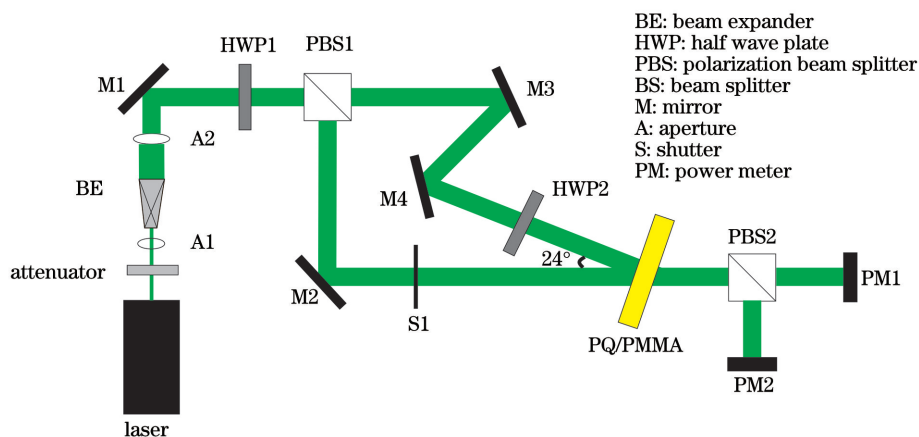 BE: beam expander
HWP: half wave plate
PBS: polarization beam splitter
BS: beam splitter
M: mirror
A: aperture
S: shutter
PM: power meter
HWP1
PBS1
M1
M3
A2
BE
M4
HWP2
A1
PBS2
24°
attenuator
M2
PM1
S1
PQ/PMMA
PM2
laser